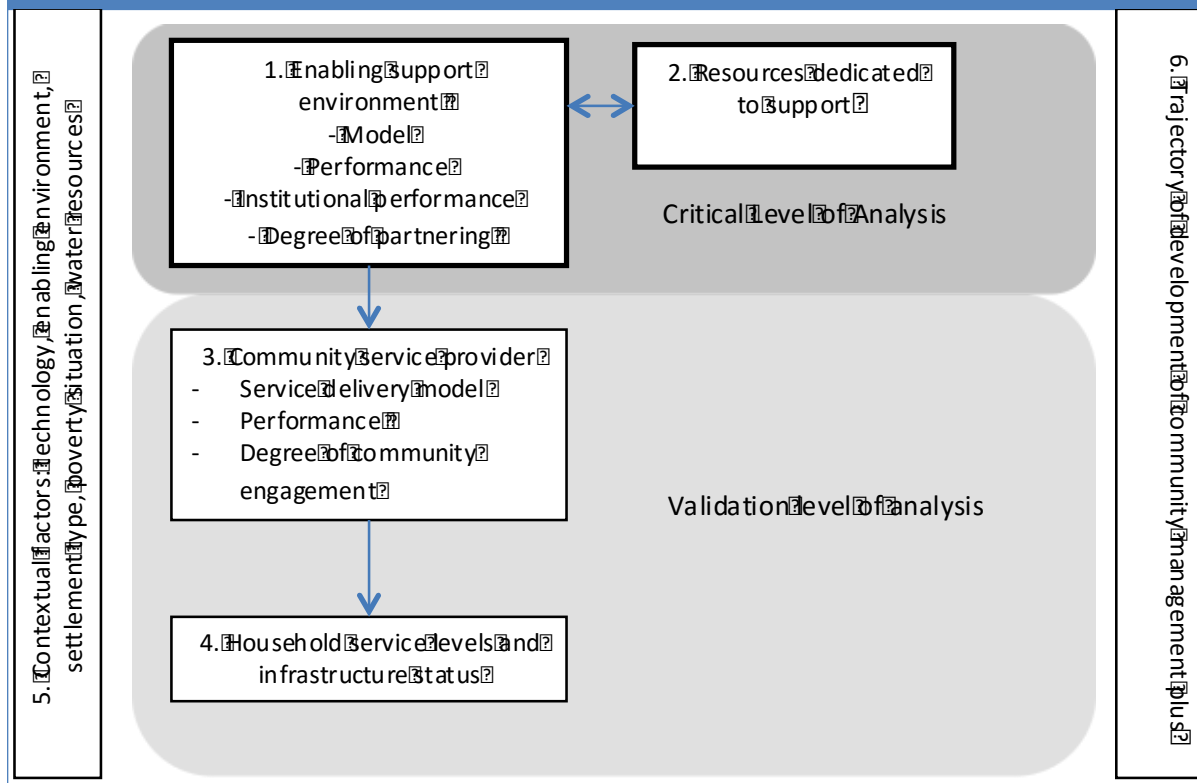 5. Contextual factors: technology, enabling environment,
settlement type, poverty situation, water resources
1. Enabling support
environment
- Model
- Performance
- Institutional performance
- Degree of partnering
2. Resources dedicated
to support
Critical Level of Analysis
3. Community service provider
- Service delivery model
- Performance
- Degree of community
engagement
Validation level of analysis
4. Household service levels and
infrastructure status
6. Trajectory of development of community management plus